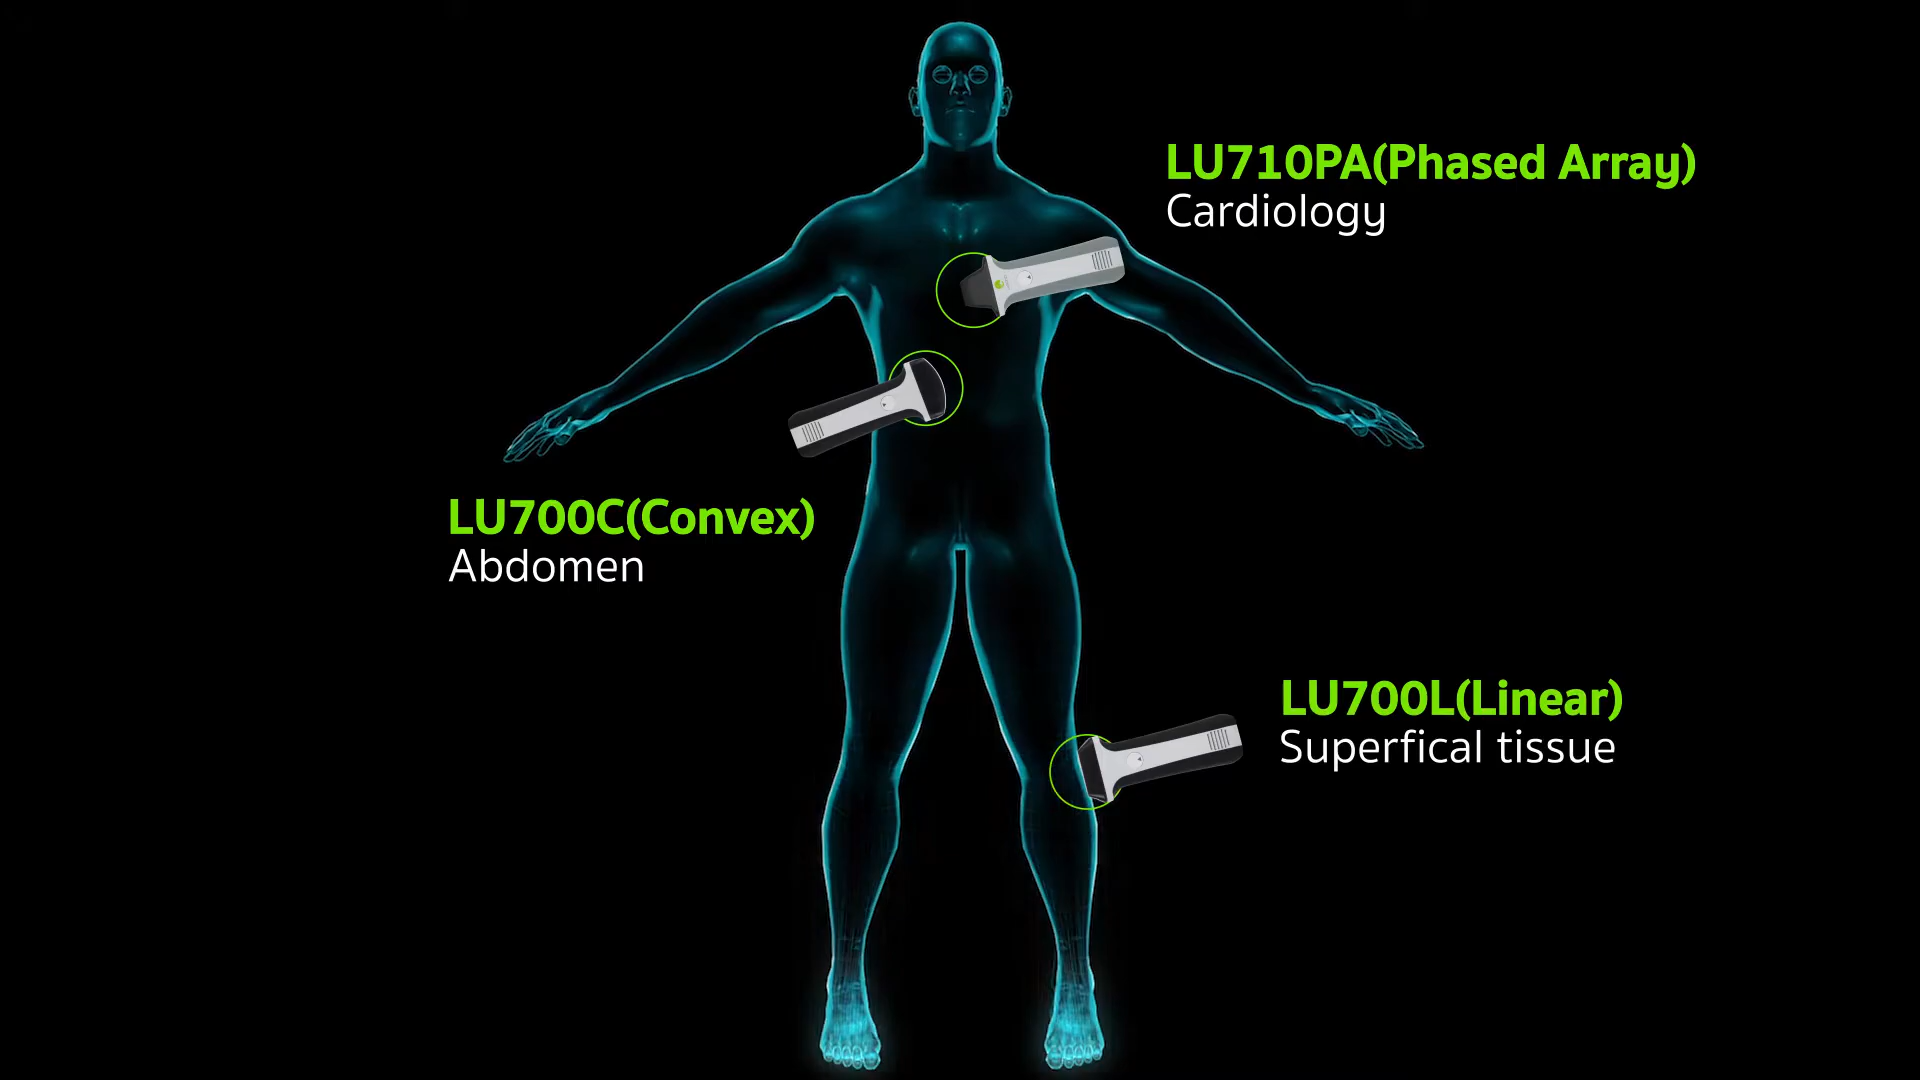 LU710PA(Phased Array)
Cardiology
LU700C(Convex)
Abdomen
LU700L(Linear)
Superfical tissue